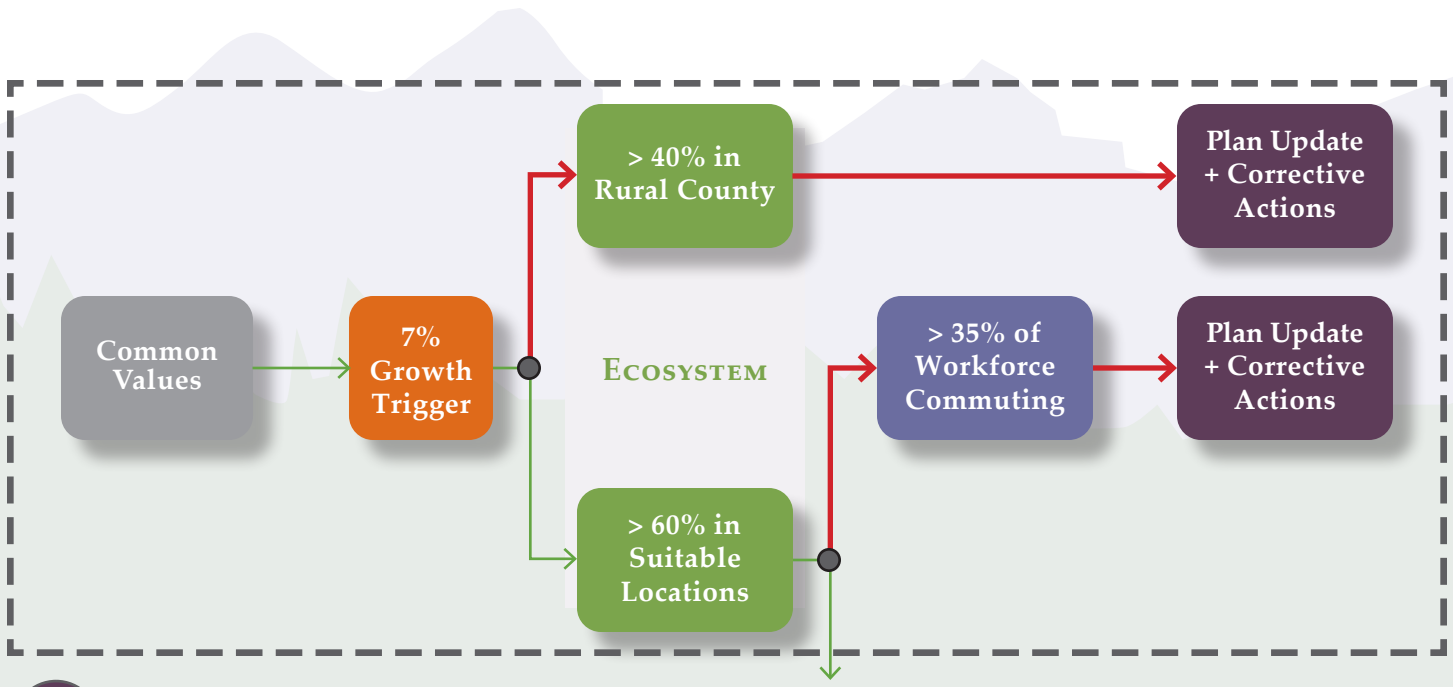 > 40% in
Rural County
Plan Update
+ Corrective
Actions
Common
Values
7%
Growth
Trigger
Ecosystem
> 35% of
Workforce
Commuting
Plan Update
+ Corrective
Actions
> 60% in
Suitable
Locations